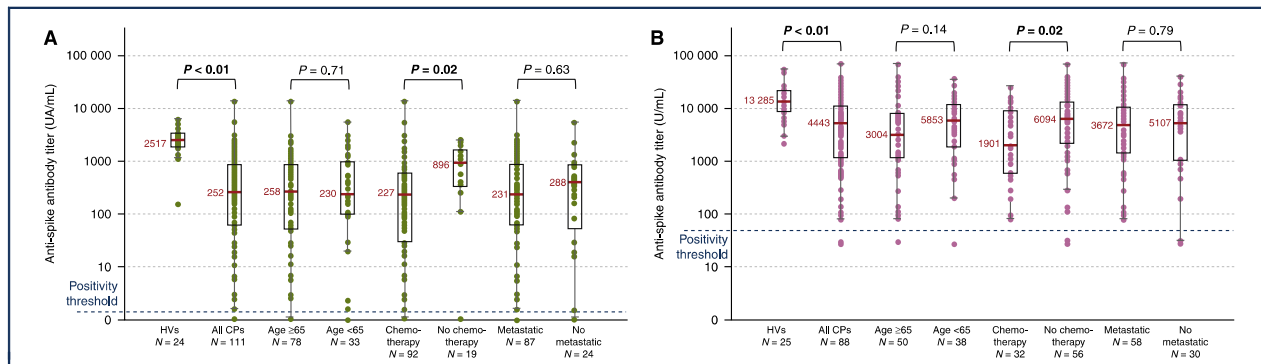 A
P < 0.01
P = 0.71
P = 0.02
P = 0.63
Anti-spike antibody titer (UA/mL)
100 000
10 000
1000
100
10
0
Positivity
threshold
2517
252
258
230
227
896
231
288
HVs
N = 24
All CPs
N = 111
Age ≥65
N = 78
Age <65
N = 33
Chemo-
therapy
N = 92
No chemo-
therapy
N = 19
Metastatic
N = 87
No
metastatic
N = 24
B
P < 0.01
P = 0.14
P = 0.02
P = 0.79
Anti-spike antibody titer (UA/mL)
100 000
10 000
1000
100
10
0
Positivity
threshold
13 285
4443
3004
5853
1901
6094
3672
5107
HVs
N = 25
All CPs
N = 88
Age ≥65
N = 50
Age <65
N = 38
Chemo-
therapy
N = 32
No chemo-
therapy
N = 56
Metastatic
N = 58
No
metastatic
N = 30